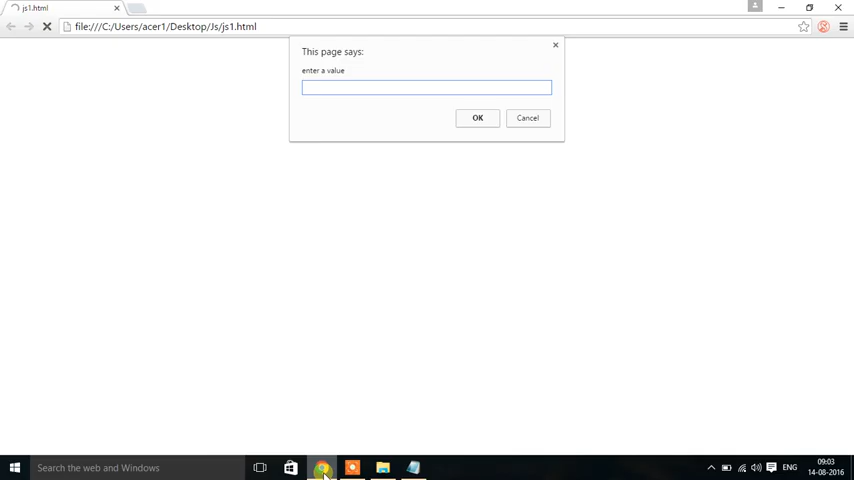 js1.html
file:///C:/Users/acer1/Desktop/Js/js1.html
This page says:
enter a value
OK
Cancel
Search the web and Windows
ENG
09:03
14-08-2016